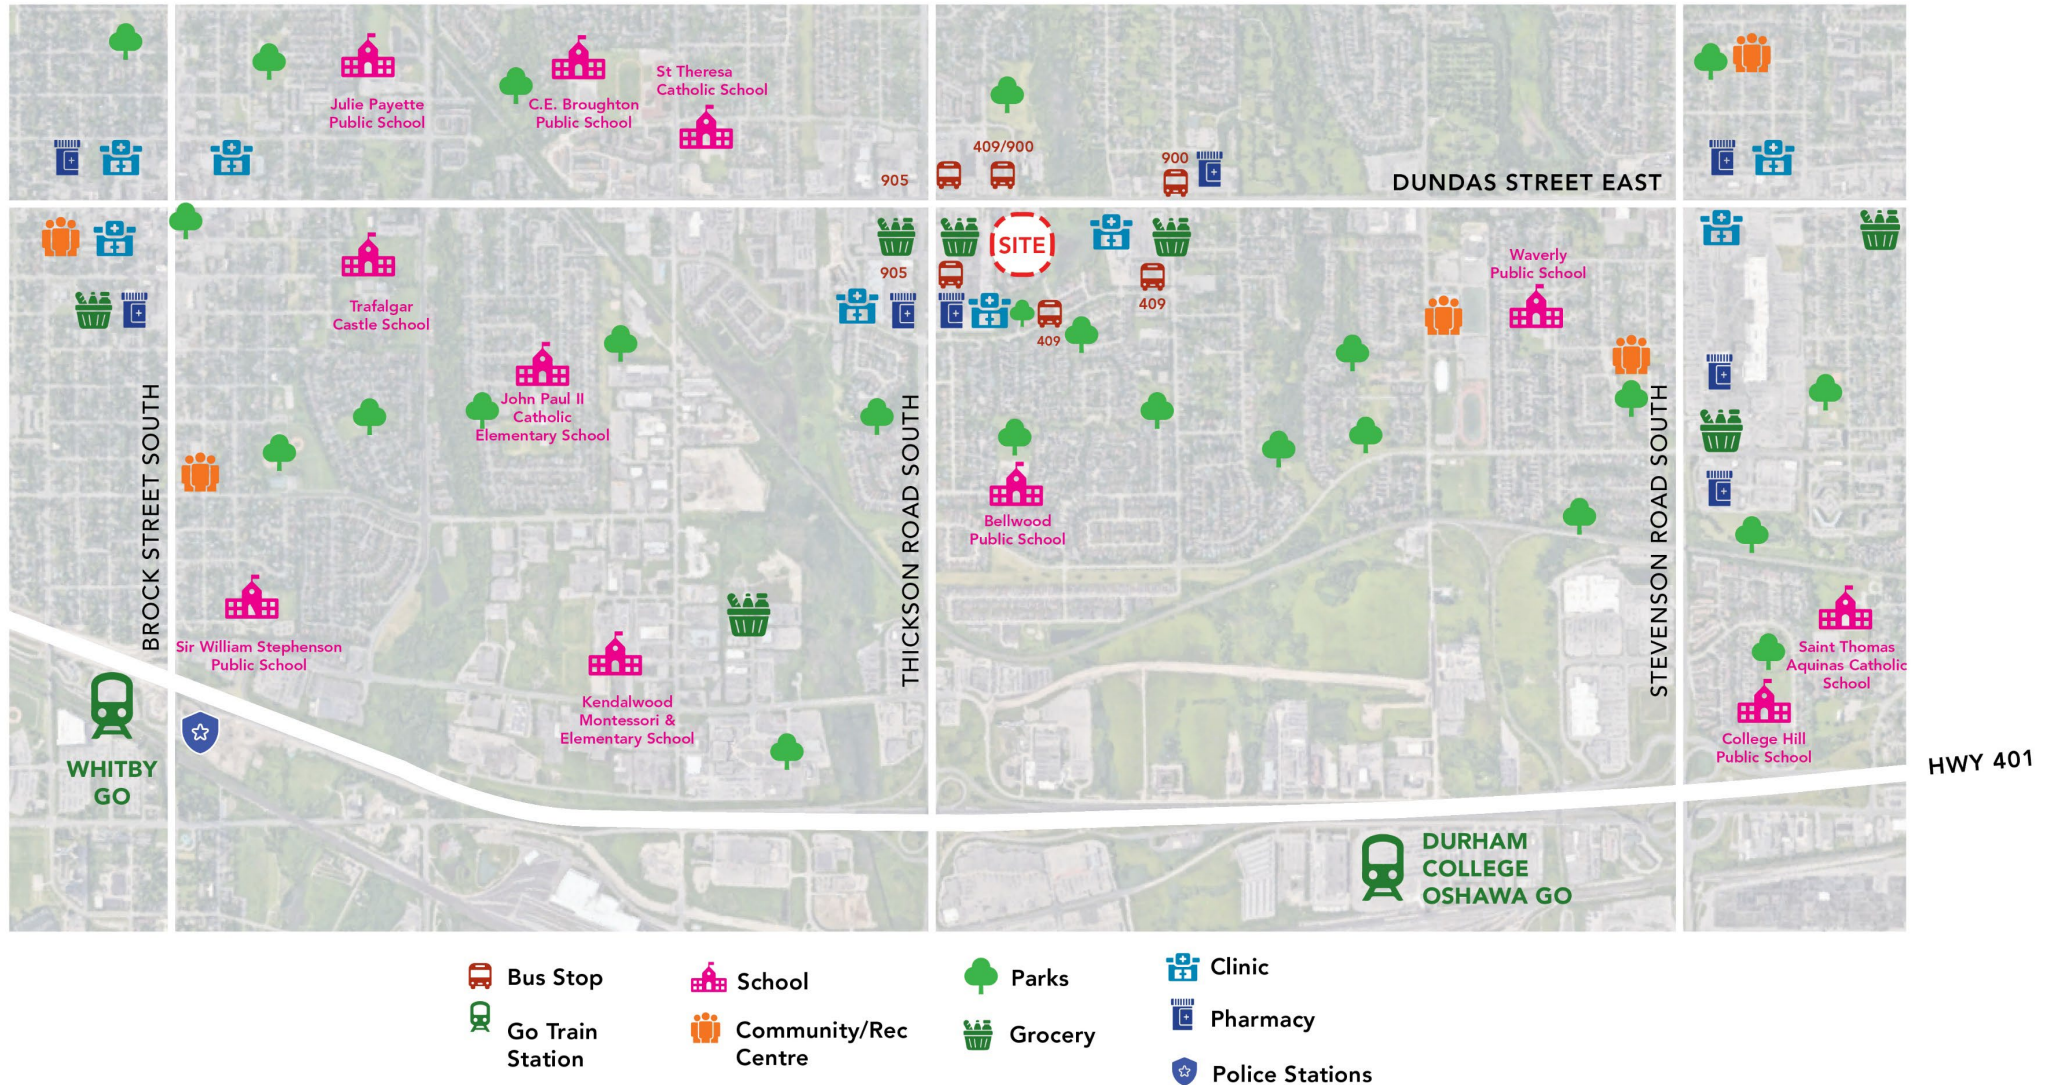 Julie Payette
Public School
C.E. Broughton
Public School
St Theresa
Catholic School
905
409/900
900
DUNDAS STREET EAST
SITE
905
409
409
Trafalgar
Castle School
Waverly
Public School
John Paul II
Catholic
Elementary School
BROCK STREET SOUTH
THICKSON ROAD SOUTH
STEVENSON ROAD SOUTH
Bellwood
Public School
Sir William Stephenson
Public School
Kendalwood
Montessori &
Elementary School
Saint Thomas
Aquinas Catholic
School
College Hill
Public School
WHITBY
GO
HWY 401
DURHAM
COLLEGE
OSHAWA GO
Bus Stop
Go Train
Station
School
Community/Rec
Centre
Parks
Grocery
Clinic
Pharmacy
Police Stations